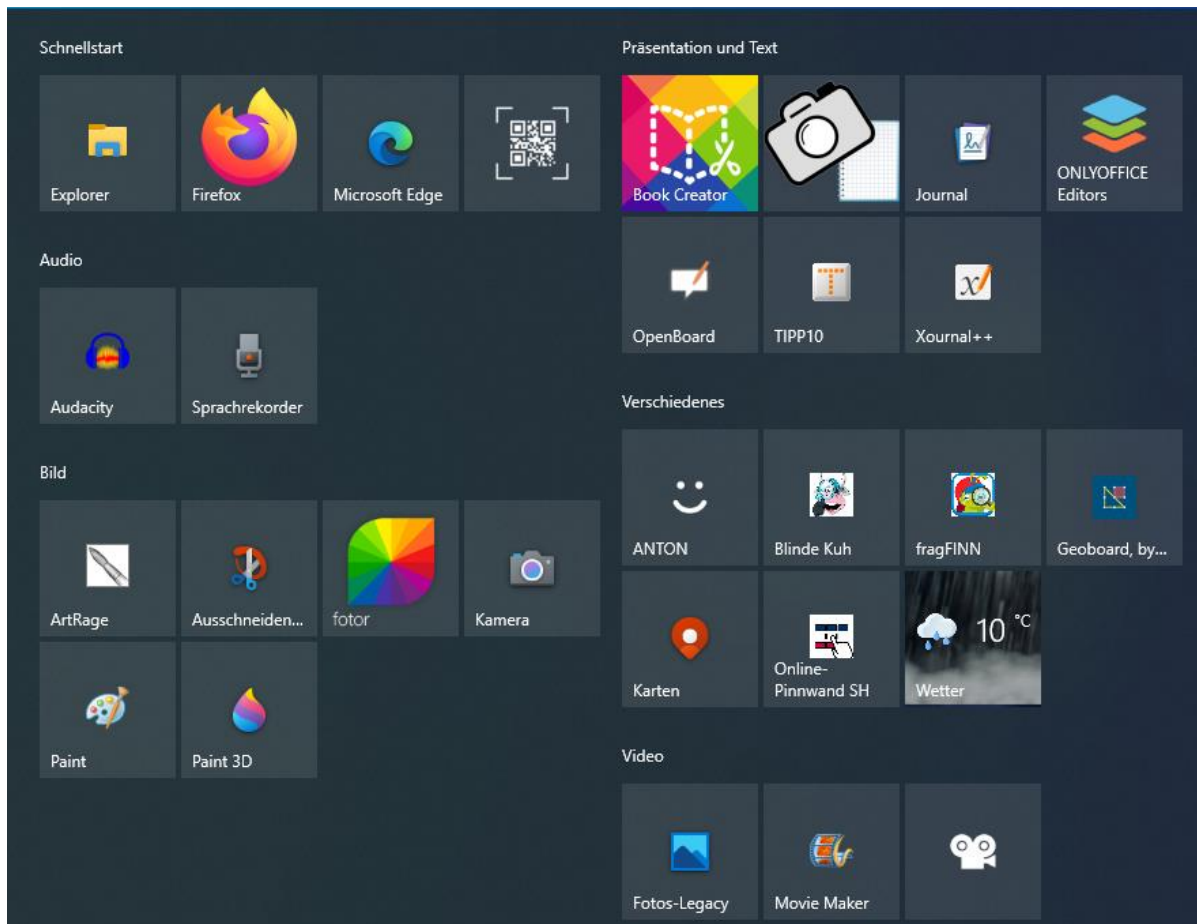 Schnellstart
Explorer
Firefox
Microsoft Edge
Audio
Audacity
Sprachrekorder
Bild
ArtRage
Ausschneiden...
fotor
Kamera
Paint
Paint 3D
Präsentation und Text
Book Creator
Journal
ONLYOFFICE
Editors
OpenBoard
TIPP10
Xournal++
Verschiedenes
ANTON
Blinde Kuh
fragFINN
Geoboard, by...
Karten
Online-
Pinnwand SH
10 °C
Wetter
Video
Fotos-Legacy
Movie Maker